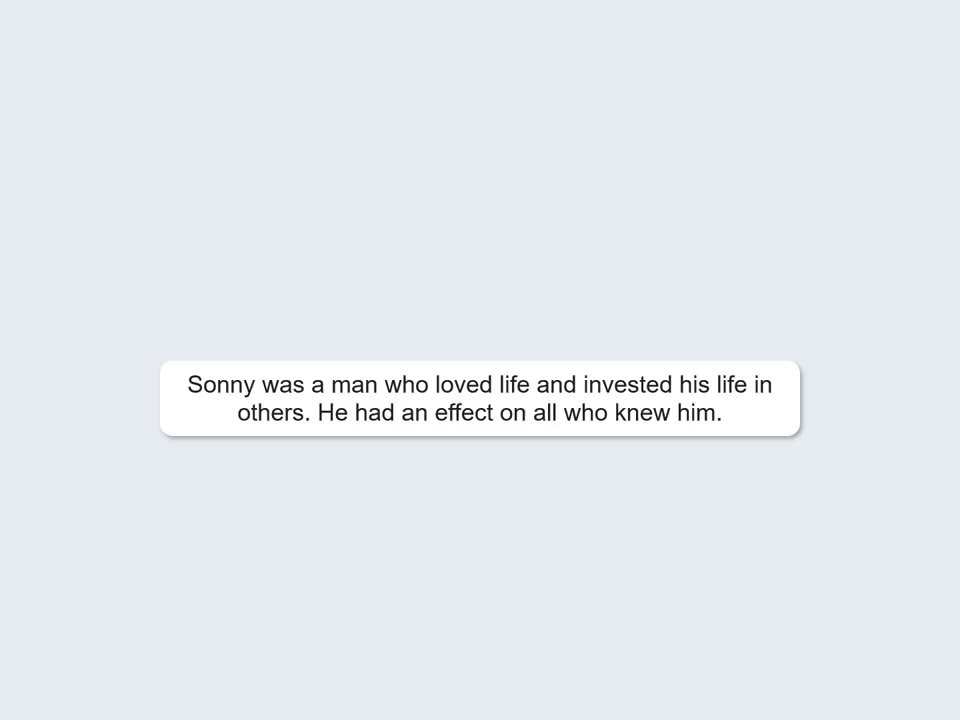 Sonny was a man who loved life and invested his life in
others. He had an effect on all who knew him.